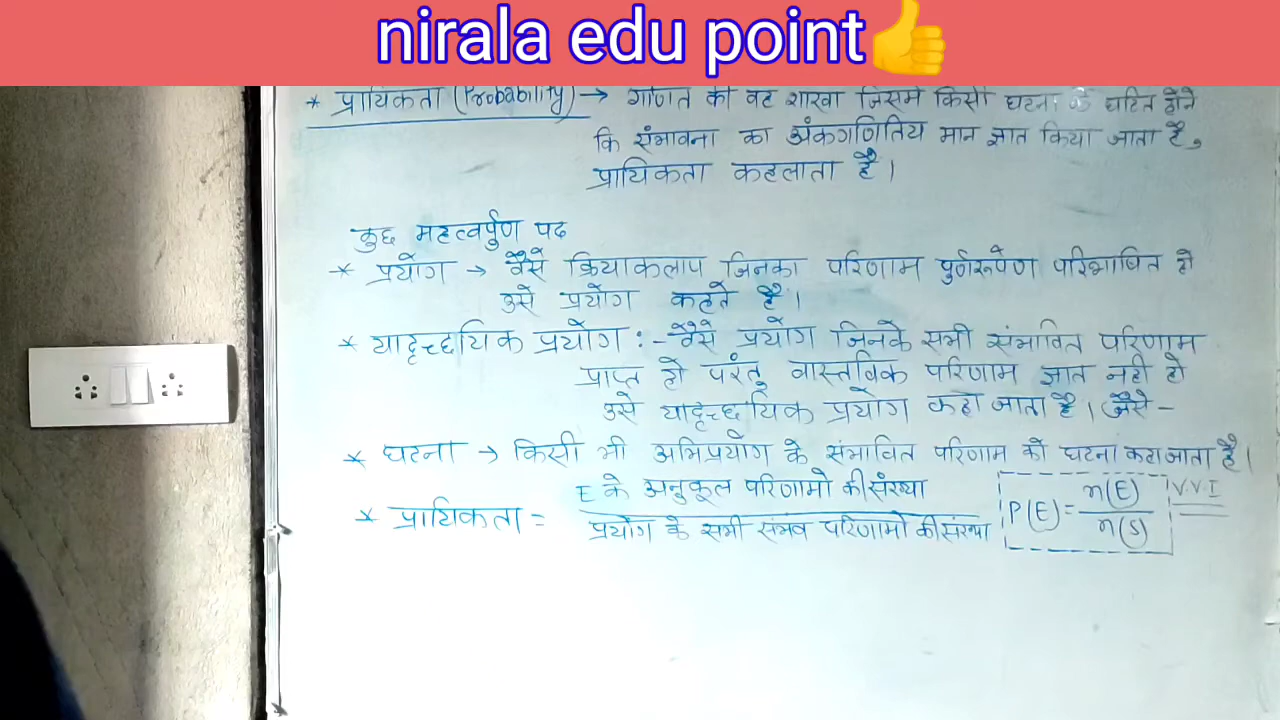 nirala edu point👍
* प्रायिकता (Probability) → गणित की वह शाखा जिसमें किसी घटना के घटित होने
कि संभावना का अंकगणितिय मान ज्ञात किया जाता है,
प्रायिकता कहलाता है।
कुछ महत्वर्पुण पद
* प्रयोग → वैसे क्रियाकलाप जिनका परिणाम पुर्णरूपेण परिभाषित हो
उसे प्रयोग कहते है।
* यादृच्छयिक प्रयोग :- वैसे प्रयोग जिनके सभी संभावित परिणाम
प्राप्त हो परंतु वास्तविक परिणाम ज्ञात नही हो
उसे यादृच्छयिक प्रयोग कहा जाता है। जैसे -
* घटना → किसी भी अभिप्रयोग के संभावित परिणाम को घटना कहा जाता है।
E के अनुकूल परिणामो की संख्या
* प्रायिकता = प्रयोग के सभी संभव परिणामो की संख्या
P(E) = n(E) / n(S) V.V.I